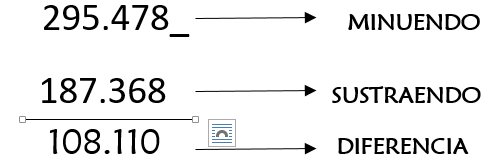 295.478_ MINUENDO
187.368 SUSTRAENDO
108.110 DIFERENCIA